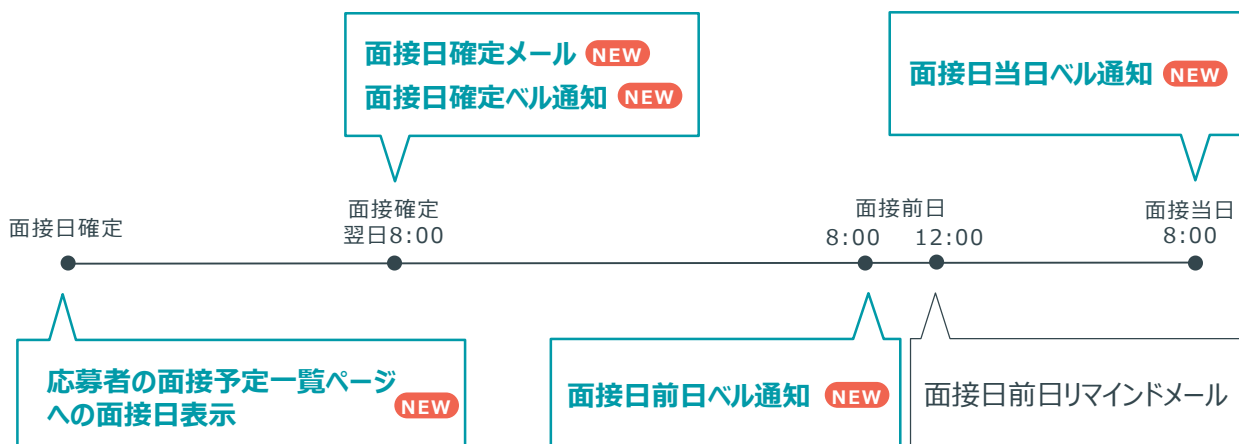 面接日確定メール NEW
面接日確定ベル通知 NEW
面接日当日ベル通知 NEW
面接日確定
面接確定
翌日8:00
面接前日
8:00 12:00
面接当日
8:00
応募者の面接予定一覧ページ
への面接日表示 NEW
面接日前日ベル通知 NEW
面接日前日リマインドメール